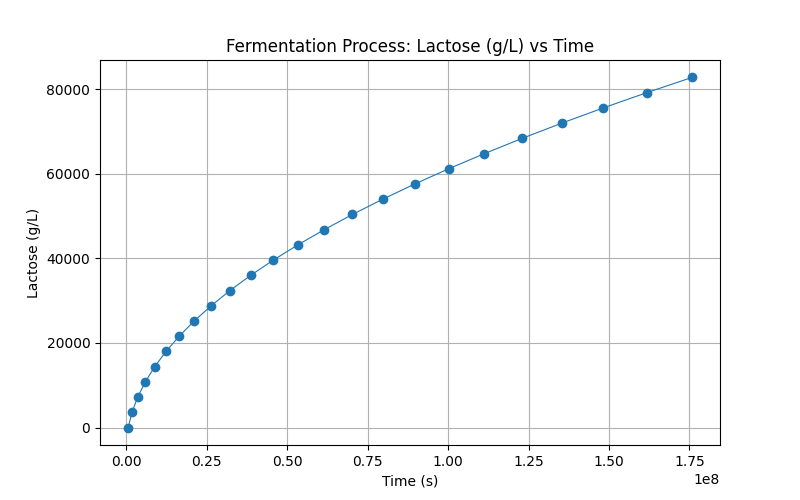 Fermentation Process: Lactose (g/L) vs Time
Lactose (g/L)
80000
60000
40000
20000
0
0.00 0.25 0.50 0.75 1.00 1.25 1.50 1.75
1e8
Time (s)